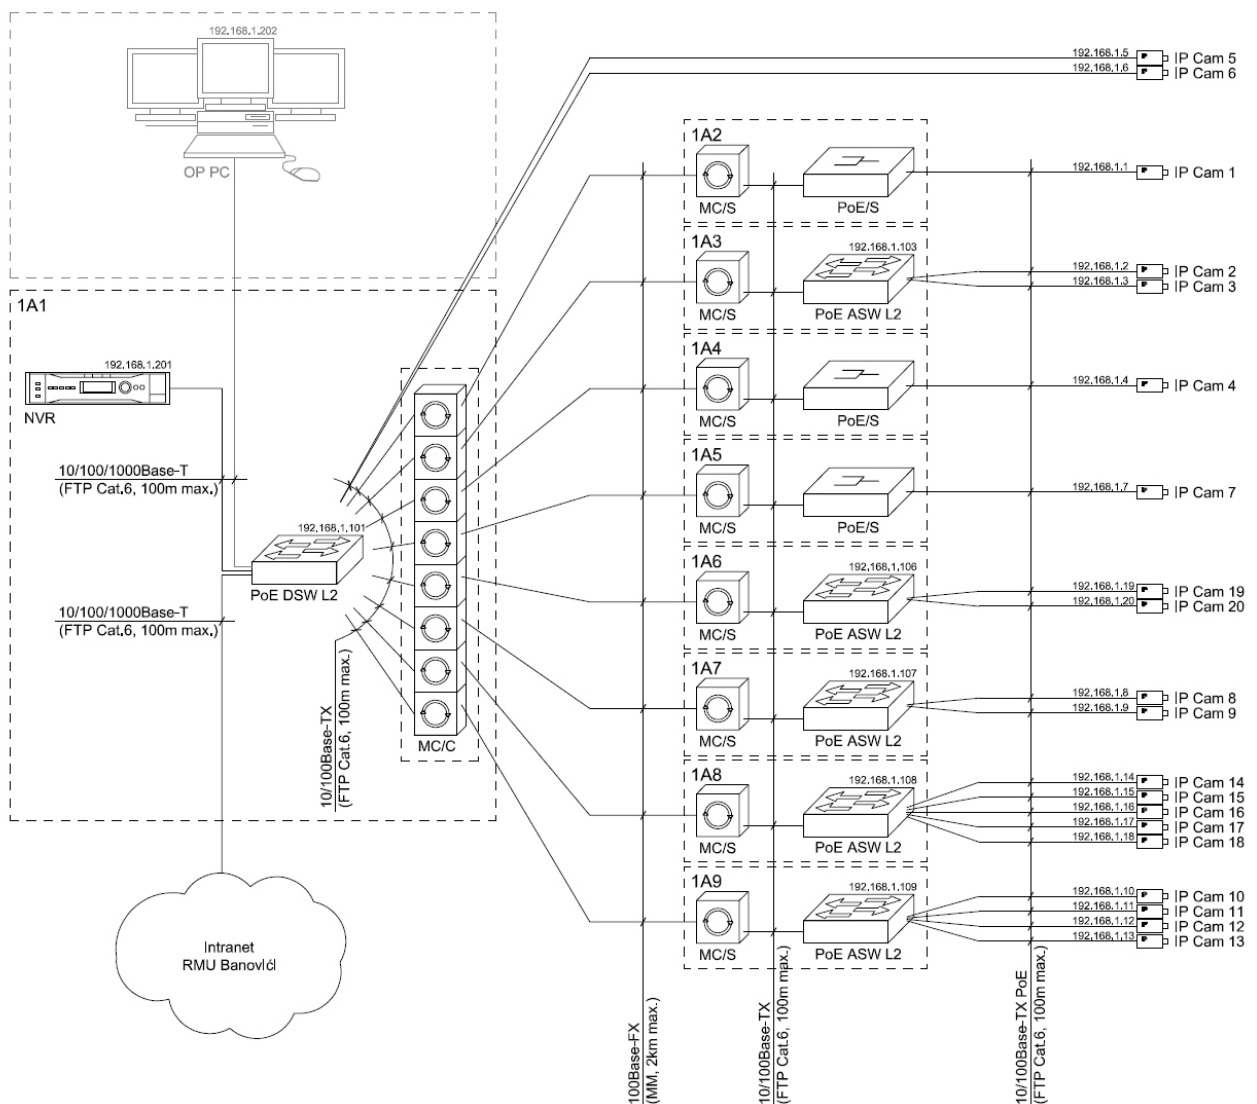 192.168.1.202
OP PC
1A1
192.168.1.201
NVR
10/100/1000Base-T
(FTP Cat.6, 100m max.)
192.168.1.101
PoE DSW L2
10/100/1000Base-T
(FTP Cat.6, 100m max.)
10/100Base-TX
(FTP Cat.6, 100m max.)
MC/C
Intranet
RMU Banovići
192.168.1.5
IP Cam 5
192.168.1.6
IP Cam 6
1A2
MC/S
PoE/S
192.168.1.1
IP Cam 1
1A3
192.168.1.103
MC/S
PoE ASW L2
192.168.1.2
IP Cam 2
192.168.1.3
IP Cam 3
1A4
MC/S
PoE/S
192.168.1.4
IP Cam 4
1A5
MC/S
PoE/S
192.168.1.7
IP Cam 7
1A6
192.168.1.106
MC/S
PoE ASW L2
192.168.1.19
IP Cam 19
192.168.1.20
IP Cam 20
1A7
192.168.1.107
MC/S
PoE ASW L2
192.168.1.8
IP Cam 8
192.168.1.9
IP Cam 9
1A8
192.168.1.108
MC/S
PoE ASW L2
192.168.1.14
IP Cam 14
192.168.1.15
IP Cam 15
192.168.1.16
IP Cam 16
192.168.1.17
IP Cam 17
192.168.1.18
IP Cam 18
1A9
192.168.1.109
MC/S
PoE ASW L2
192.168.1.10
IP Cam 10
192.168.1.11
IP Cam 11
192.168.1.12
IP Cam 12
192.168.1.13
IP Cam 13
100Base-FX
(MM, 2km max.)
10/100Base-TX
(FTP Cat.6, 100m max.)
10/100Base-TX PoE
(FTP Cat.6, 100m max.)